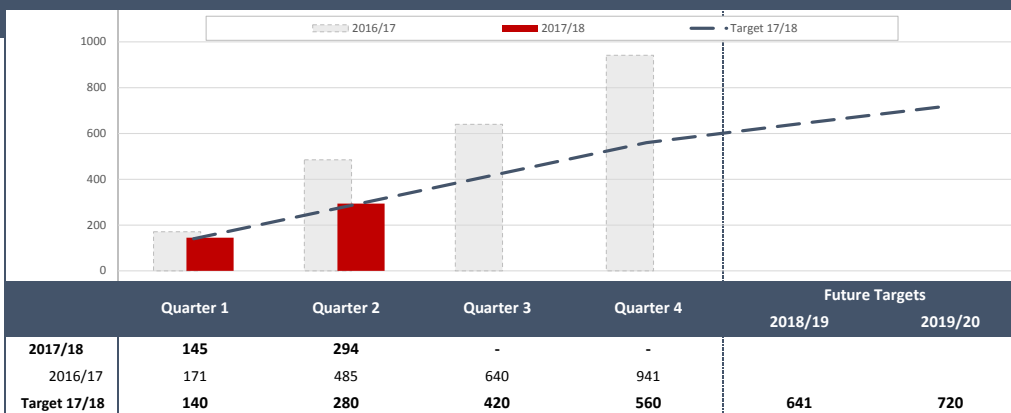 2016/17 2017/18 Target 17/18
1000
800
600
400
200
0
Quarter 1 Quarter 2 Quarter 3 Quarter 4 Future Targets
2018/19 2019/20
2017/18 145 294 - -
2016/17 171 485 640 941
Target 17/18 140 280 420 560 641 720